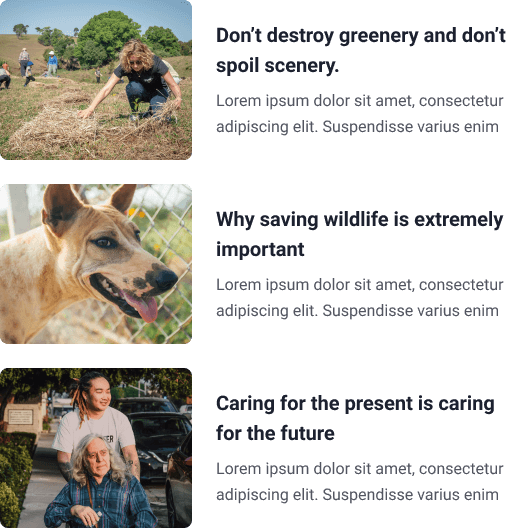 Don’t destroy greenery and don’t
spoil scenery.
Lorem ipsum dolor sit amet, consectetur
adipiscing elit. Suspendisse varius enim
Why saving wildlife is extremely
important
Lorem ipsum dolor sit amet, consectetur
adipiscing elit. Suspendisse varius enim
Caring for the present is caring
for the future
Lorem ipsum dolor sit amet, consectetur
adipiscing elit. Suspendisse varius enim